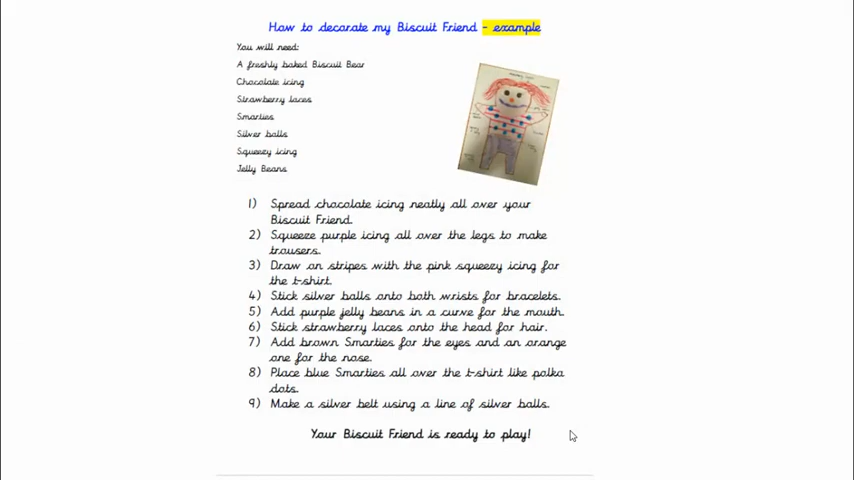 How to decorate my Biscuit Friend - example
You will need:
A freshly baked Biscuit Bear
Chocolate icing
Strawberry laces
Smarties
Silver balls
Squeezy icing
Jelly Beans
1) Spread chocolate icing neatly all over your
Biscuit Friend.
2) Squeeze purple icing all over the legs to make
trousers.
3) Draw on stripes with the pink squeezy icing for
the t-shirt.
4) Stick silver balls onto both wrists for bracelets.
5) Add purple jelly beans in a curve for the mouth.
6) Stick strawberry laces onto the head for hair.
7) Add brown Smarties for the eyes and an orange
one for the nose.
8) Place blue Smarties all over the t-shirt like polka
dots.
9) Make a silver belt using a line of silver balls.
Your Biscuit Friend is ready to play!